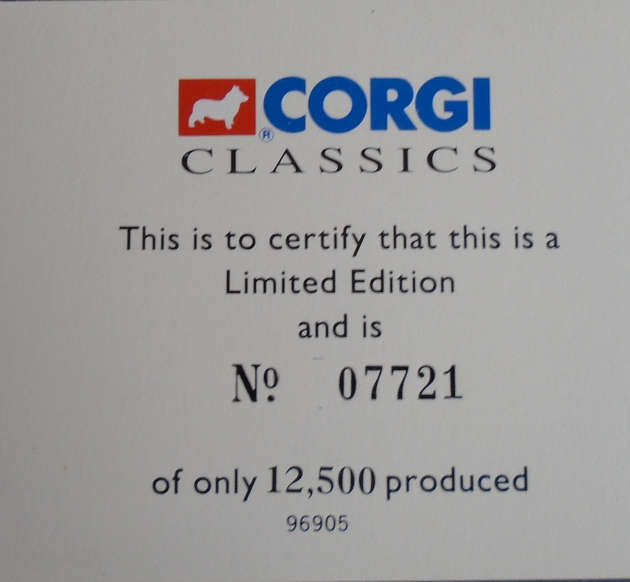 CORGI
®
CLASSICS
This is to certify that this is a
Limited Edition
and is
Nº. 07721
of only 12,500 produced
96905